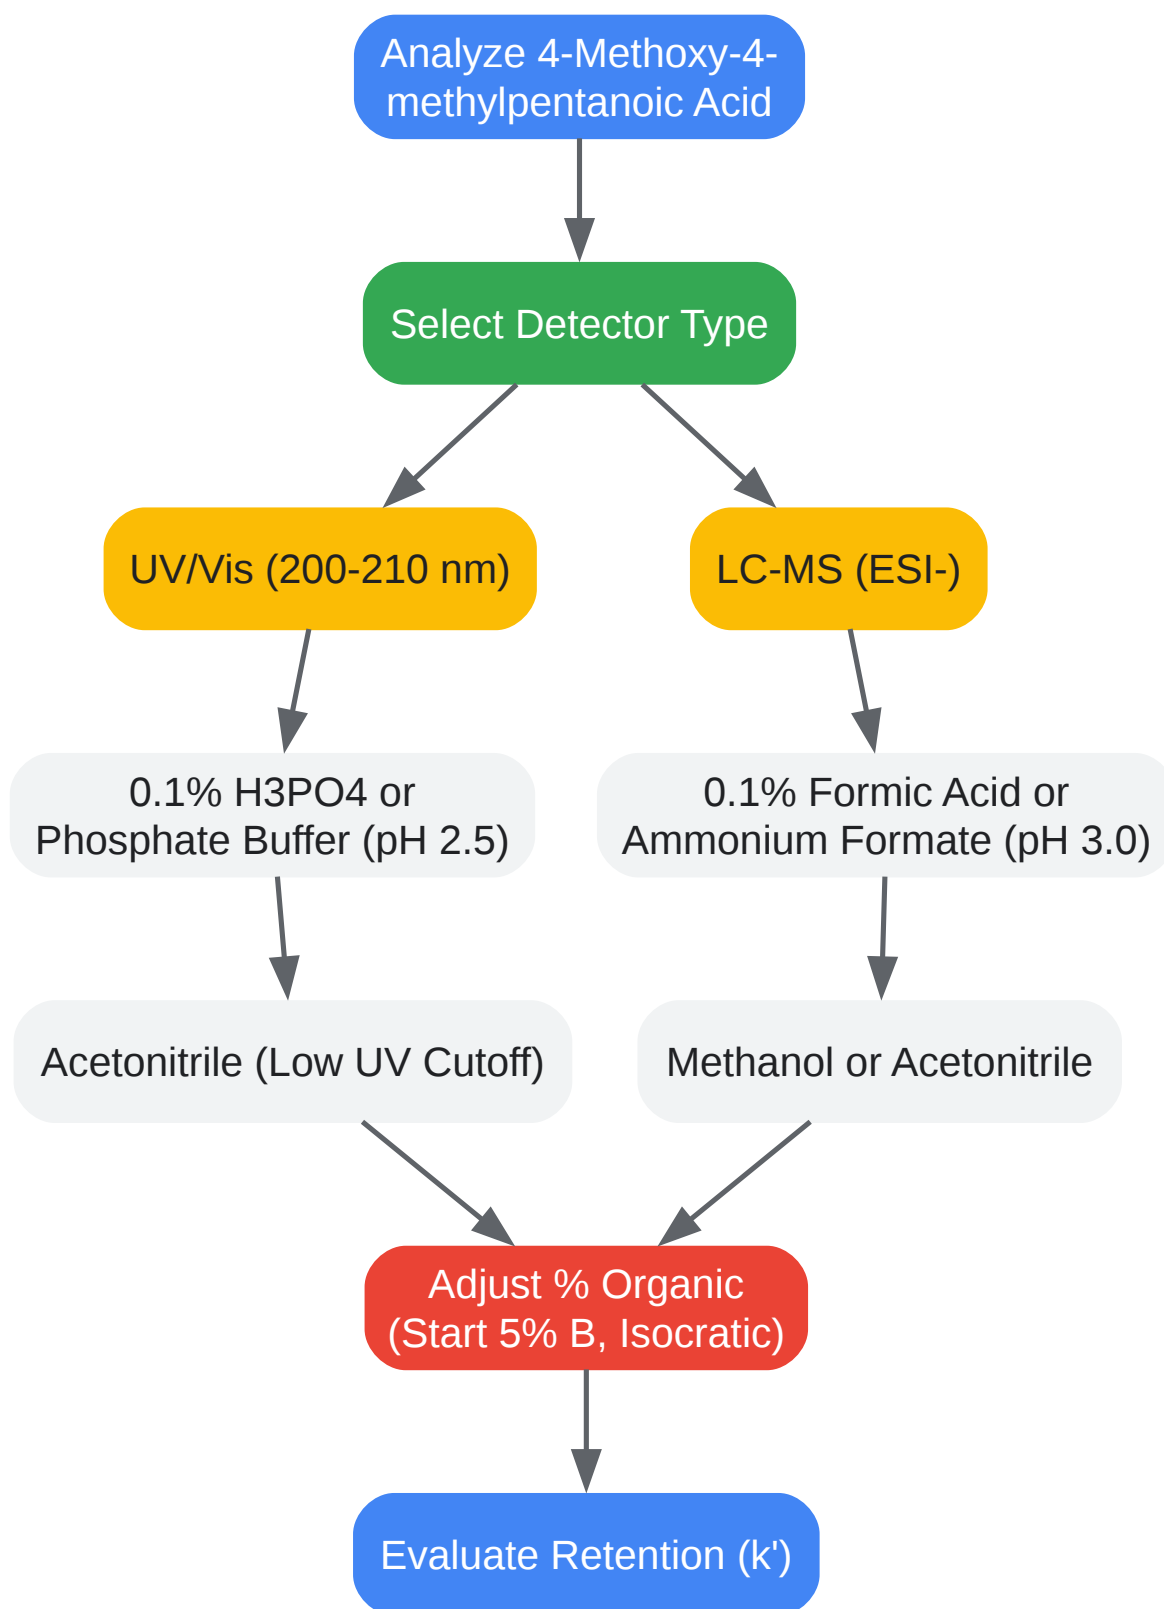 Analyze 4-Methoxy-4-
methylpentanoic Acid
Select Detector Type
UV/Vis (200-210 nm)
LC-MS (ESI-)
0.1% H3PO4 or
Phosphate Buffer (pH 2.5)
0.1% Formic Acid or
Ammonium Formate (pH 3.0)
Acetonitrile (Low UV Cutoff)
Methanol or Acetonitrile
Adjust % Organic
(Start 5% B, Isocratic)
Evaluate Retention (k')